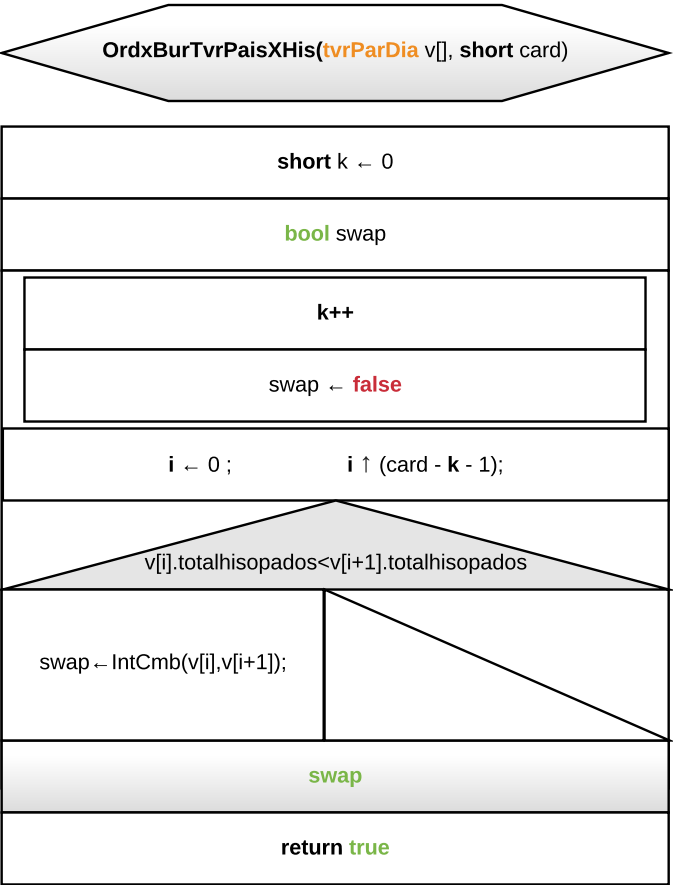 OrdxBurTvrPaisXHis(tvrParDia v[], short card)
short k ← 0
bool swap
k++
swap ← false
i ← 0 ; i ↑ (card - k - 1);
v[i].totalhisopados<v[i+1].totalhisopados
swap←IntCmb(v[i],v[i+1]);
swap
return true